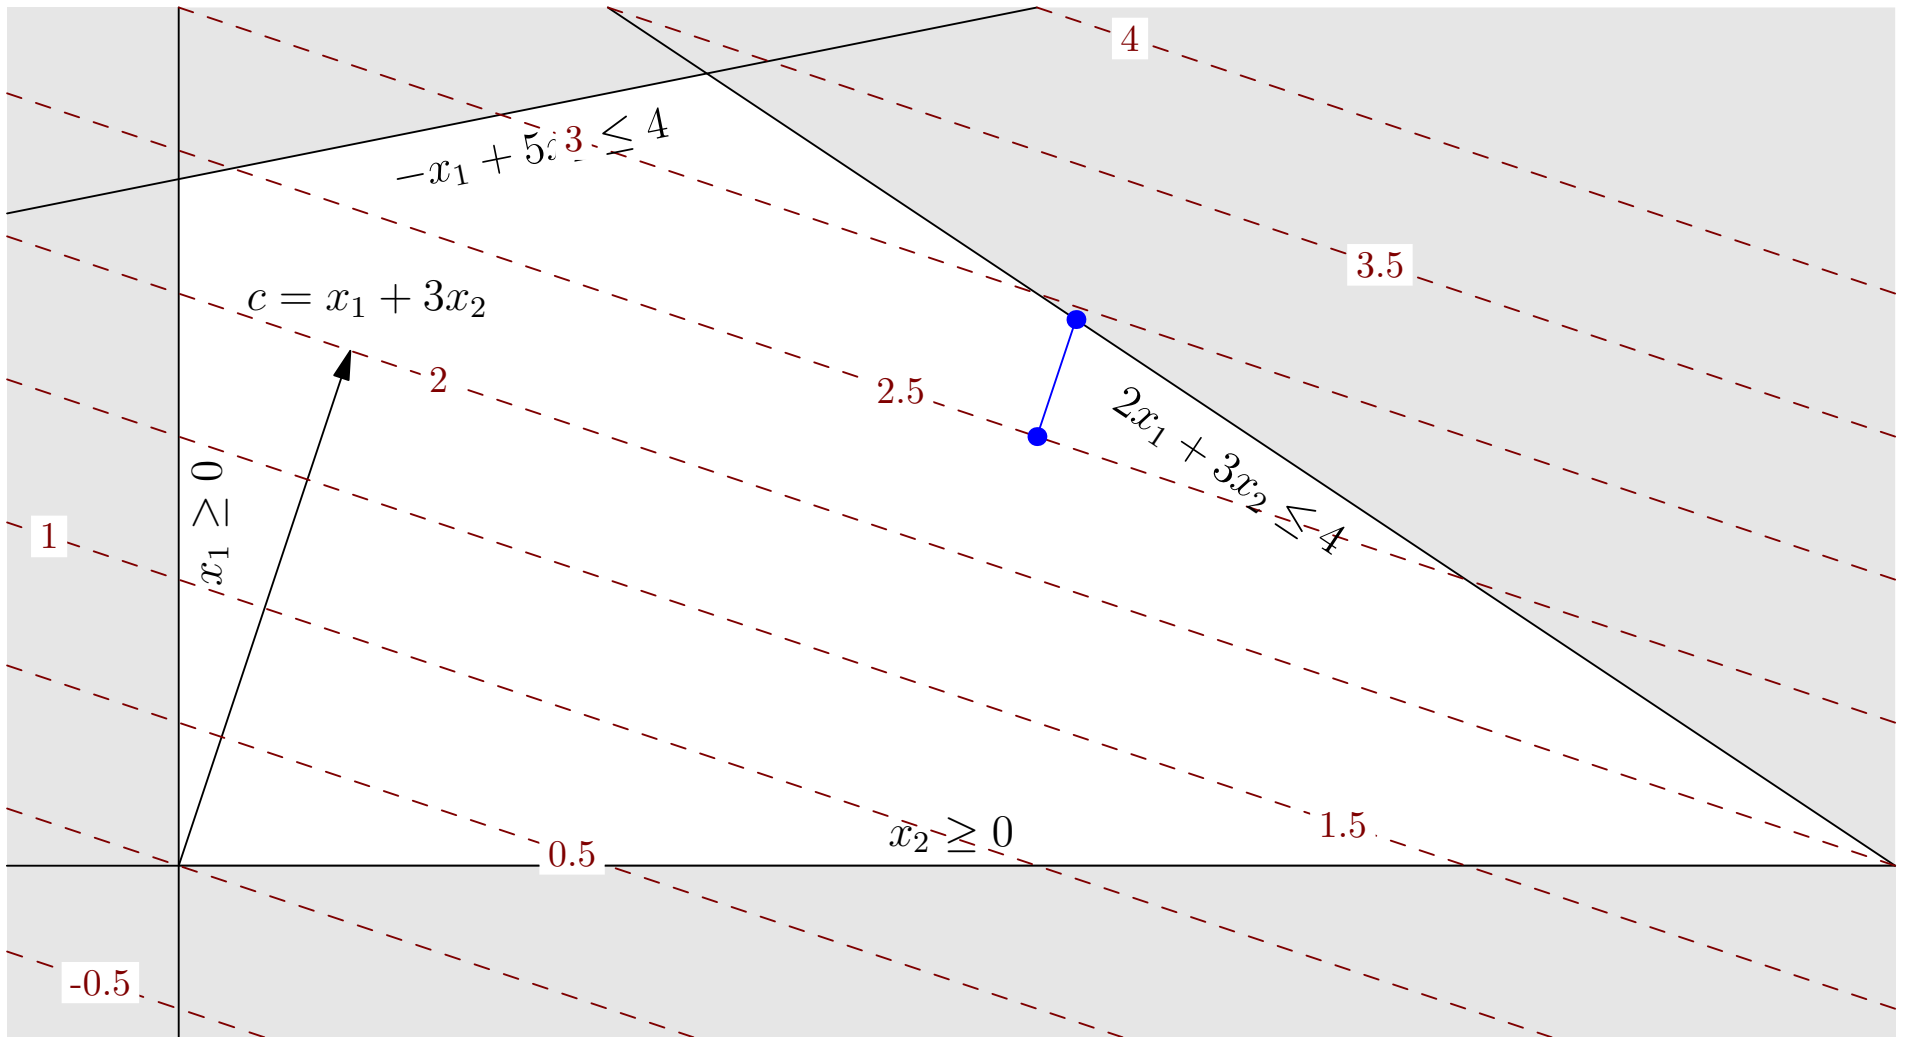 4
−x₁ + 5x ≤ 4
3
3.5
c = x₁ + 3x₂
2
2.5
2x₁ + 3x₂ ≤ 4
x₁ ≥ 0
1
1.5
x₂ ≥ 0
0.5
-0.5